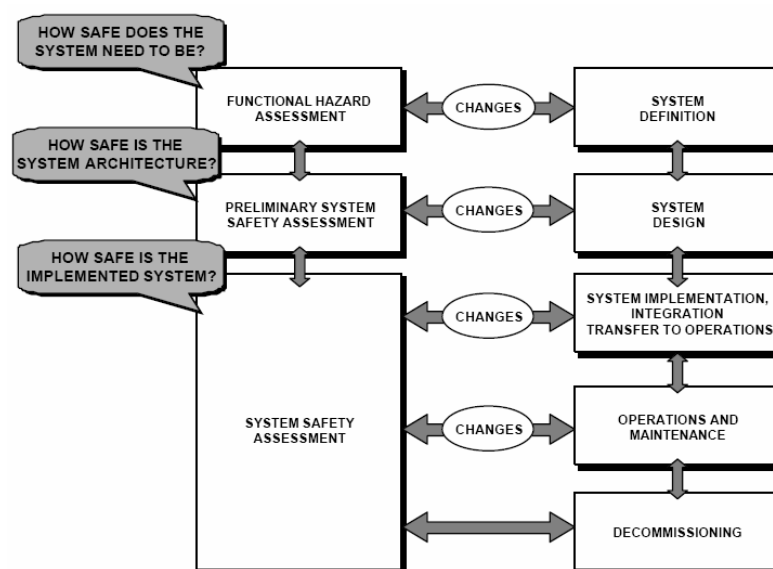 HOW SAFE DOES THE
SYSTEM NEED TO BE?
FUNCTIONAL HAZARD
ASSESSMENT
CHANGES
SYSTEM
DEFINITION
HOW SAFE IS THE
SYSTEM ARCHITECTURE?
PRELIMINARY SYSTEM
SAFETY ASSESSMENT
CHANGES
SYSTEM
DESIGN
HOW SAFE IS THE
IMPLEMENTED SYSTEM?
SYSTEM SAFETY
ASSESSMENT
CHANGES
SYSTEM IMPLEMENTATION,
INTEGRATION
TRANSFER TO OPERATIONS
CHANGES
OPERATIONS AND
MAINTENANCE
DECOMMISSIONING